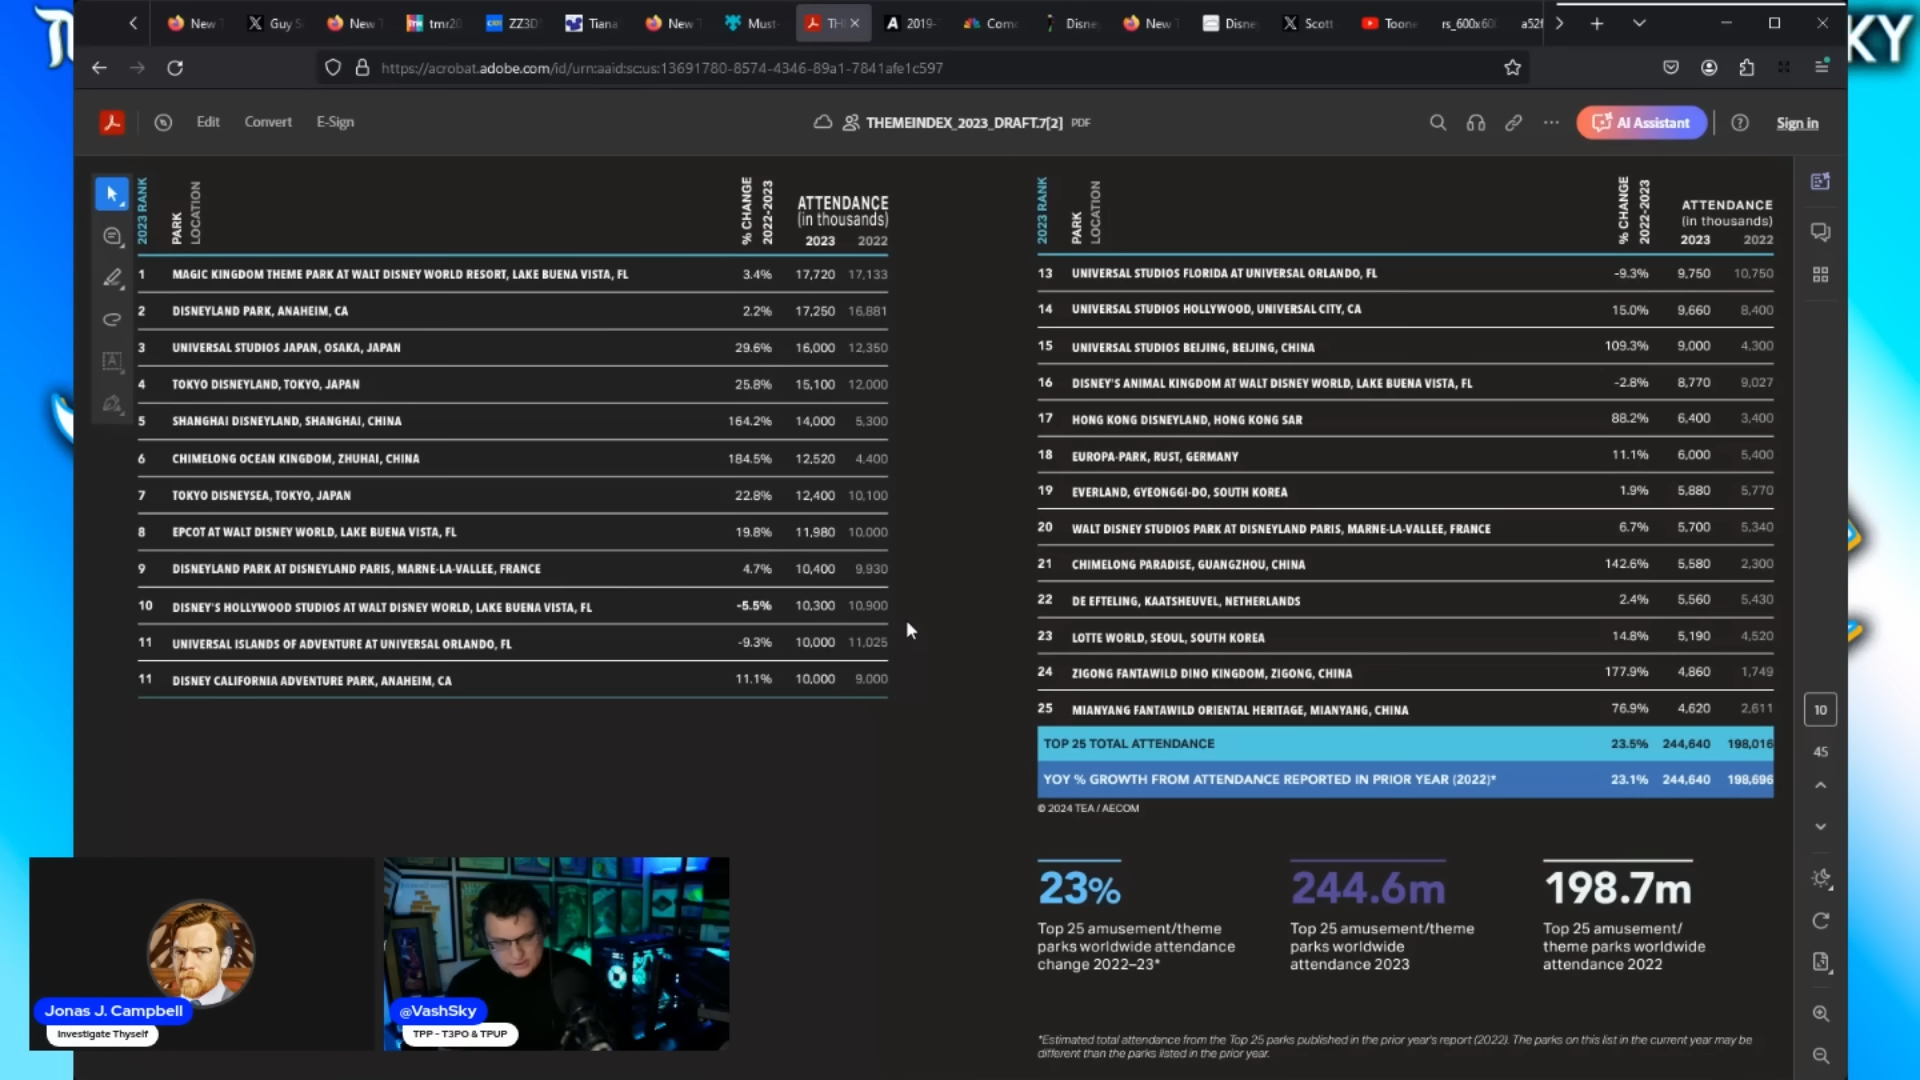 New T
Guy S
New T
tmr20
ZZ3D
Tiana
New T
Must-
TH
2019-
Comc
Disne
New T
Disne
Scott
Toone
rs_600x60
a52f
https://acrobat.adobe.com/id/urn:aaid:sc:us:13691780-8574-4346-89a1-7841afe1c597
Edit
Convert
E-Sign
THEMEINDEX_2023_DRAFT.7[2] PDF
AI Assistant
Sign in
2023 RANK
PARK
LOCATION
% CHANGE
2022-2023
ATTENDANCE
(in thousands)
2023 2022
1 MAGIC KINGDOM THEME PARK AT WALT DISNEY WORLD RESORT, LAKE BUENA VISTA, FL 3.4% 17,720 17,133
2 DISNEYLAND PARK, ANAHEIM, CA 2.2% 17,250 16,881
3 UNIVERSAL STUDIOS JAPAN, OSAKA, JAPAN 29.6% 16,000 12,350
4 TOKYO DISNEYLAND, TOKYO, JAPAN 25.8% 15,100 12,000
5 SHANGHAI DISNEYLAND, SHANGHAI, CHINA 164.2% 14,000 5,300
6 CHIMELONG OCEAN KINGDOM, ZHUHAI, CHINA 184.5% 12,520 4,400
7 TOKYO DISNEYSEA, TOKYO, JAPAN 22.8% 12,400 10,100
8 EPCOT AT WALT DISNEY WORLD, LAKE BUENA VISTA, FL 19.8% 11,980 10,000
9 DISNEYLAND PARK AT DISNEYLAND PARIS, MARNE-LA-VALLEE, FRANCE 4.7% 10,400 9,930
10 DISNEY'S HOLLYWOOD STUDIOS AT WALT DISNEY WORLD, LAKE BUENA VISTA, FL -5.5% 10,300 10,900
11 UNIVERSAL ISLANDS OF ADVENTURE AT UNIVERSAL ORLANDO, FL -9.3% 10,000 11,025
11 DISNEY CALIFORNIA ADVENTURE PARK, ANAHEIM, CA 11.1% 10,000 9,000
2023 RANK
PARK
LOCATION
% CHANGE
2022-2023
ATTENDANCE
(in thousands)
2023 2022
13 UNIVERSAL STUDIOS FLORIDA AT UNIVERSAL ORLANDO, FL -9.3% 9,750 10,750
14 UNIVERSAL STUDIOS HOLLYWOOD, UNIVERSAL CITY, CA 15.0% 9,660 8,400
15 UNIVERSAL STUDIOS BEIJING, BEIJING, CHINA 109.3% 9,000 4,300
16 DISNEY'S ANIMAL KINGDOM AT WALT DISNEY WORLD, LAKE BUENA VISTA, FL -2.8% 8,770 9,027
17 HONG KONG DISNEYLAND, HONG KONG SAR 88.2% 6,400 3,400
18 EUROPA-PARK, RUST, GERMANY 11.1% 6,000 5,400
19 EVERLAND, GYEONGGI-DO, SOUTH KOREA 1.9% 5,880 5,770
20 WALT DISNEY STUDIOS PARK AT DISNEYLAND PARIS, MARNE-LA-VALLEE, FRANCE 6.7% 5,700 5,340
21 CHIMELONG PARADISE, GUANGZHOU, CHINA 142.6% 5,580 2,300
22 DE EFTELING, KAATSHEUVEL, NETHERLANDS 2.4% 5,560 5,430
23 LOTTE WORLD, SEOUL, SOUTH KOREA 14.8% 5,190 4,520
24 ZIGONG FANTAWILD DINO KINGDOM, ZIGONG, CHINA 177.9% 4,860 1,749
25 MIANYANG FANTAWILD ORIENTAL HERITAGE, MIANYANG, CHINA 76.9% 4,620 2,611
TOP 25 TOTAL ATTENDANCE 23.5% 244,640 198,016
YOY % GROWTH FROM ATTENDANCE REPORTED IN PRIOR YEAR (2022)* 23.1% 244,640 198,696
© 2024 TEA / AECOM
23%
Top 25 amusement/theme
parks worldwide attendance
change 2022–23*
244.6m
Top 25 amusement/theme
parks worldwide
attendance 2023
198.7m
Top 25 amusement/
theme parks worldwide
attendance 2022
*Estimated total attendance from the Top 25 parks published in the prior year's report (2022). The parks on this list in the current year may be
different than the parks listed in the prior year.
10
45
Jonas J. Campbell
Investigate Thyself
@VashSky
TPP - T3PO & TPUP
KY